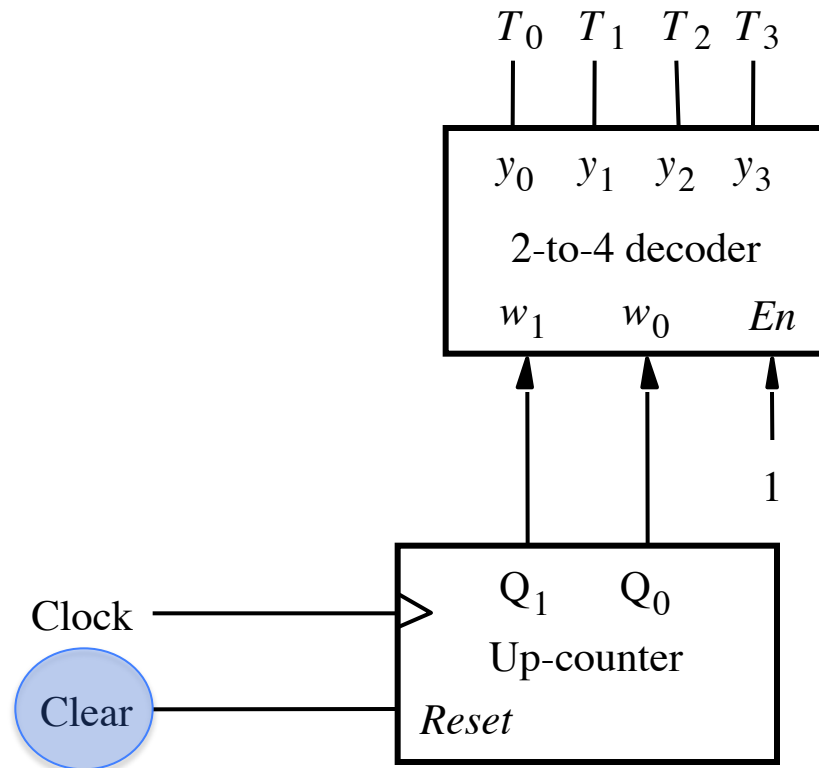 T0 T1 T2 T3
y0 y1 y2 y3
2-to-4 decoder
w1 w0 En
1
Q1 Q0
Clock
Up-counter
Clear
Reset